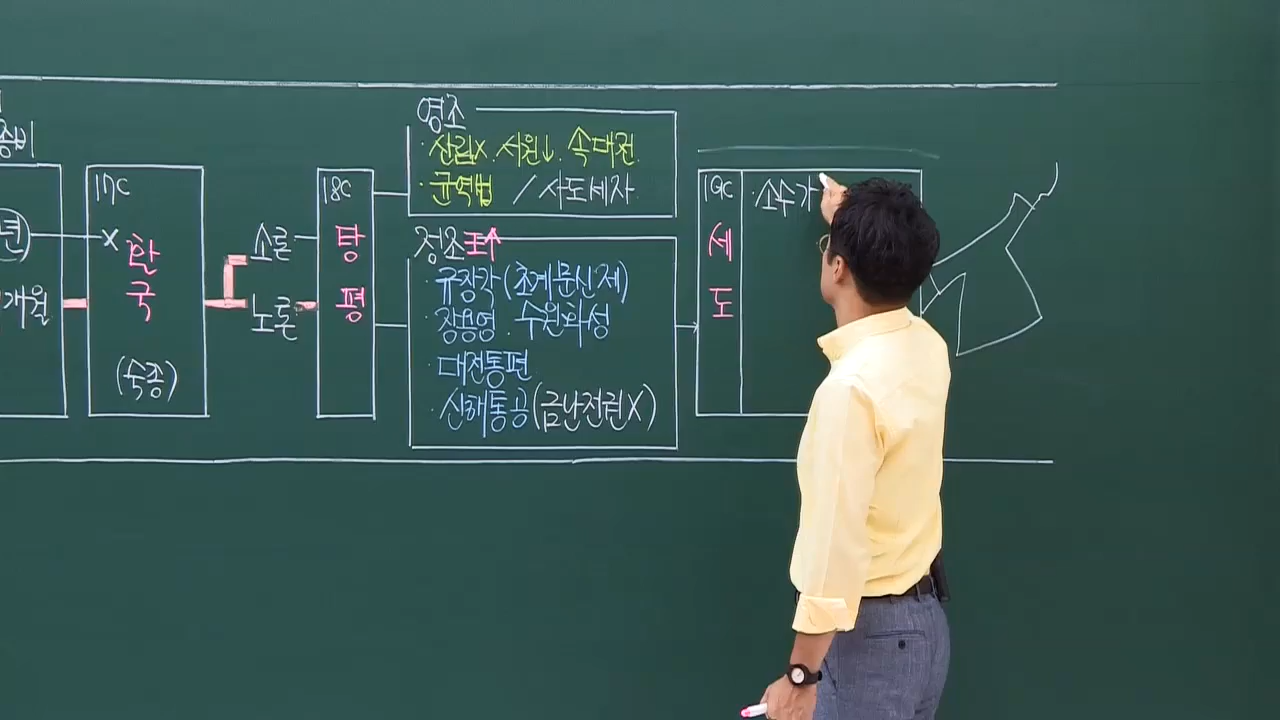 17C
X 환
국
(숙종)
개월
소론
노론
18C
탕
평
영조
· 산림X. 서원↓. 속대전
· 균역법 / 사도세자
정조 표↑
· 규장각(초계문신제)
· 장용영. 수원화성
· 대전통편
· 신해통공(금난전권X)
19C
세
도
· 소수가